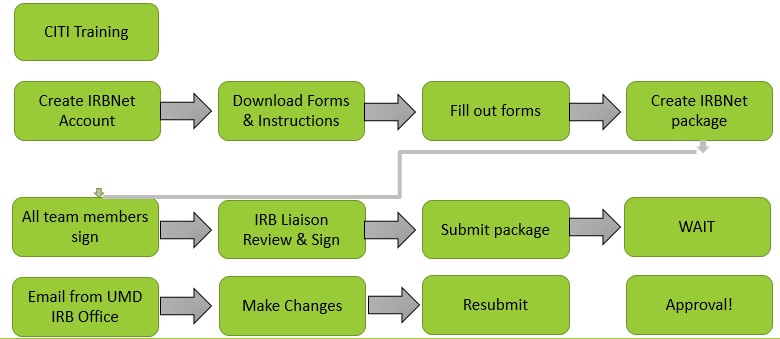 CITI Training
Create IRBNet
Account
Download Forms
& Instructions
Fill out forms
Create IRBNet
package
All team members
sign
IRB Liaison
Review & Sign
Submit package
WAIT
Email from UMD
IRB Office
Make Changes
Resubmit
Approval!